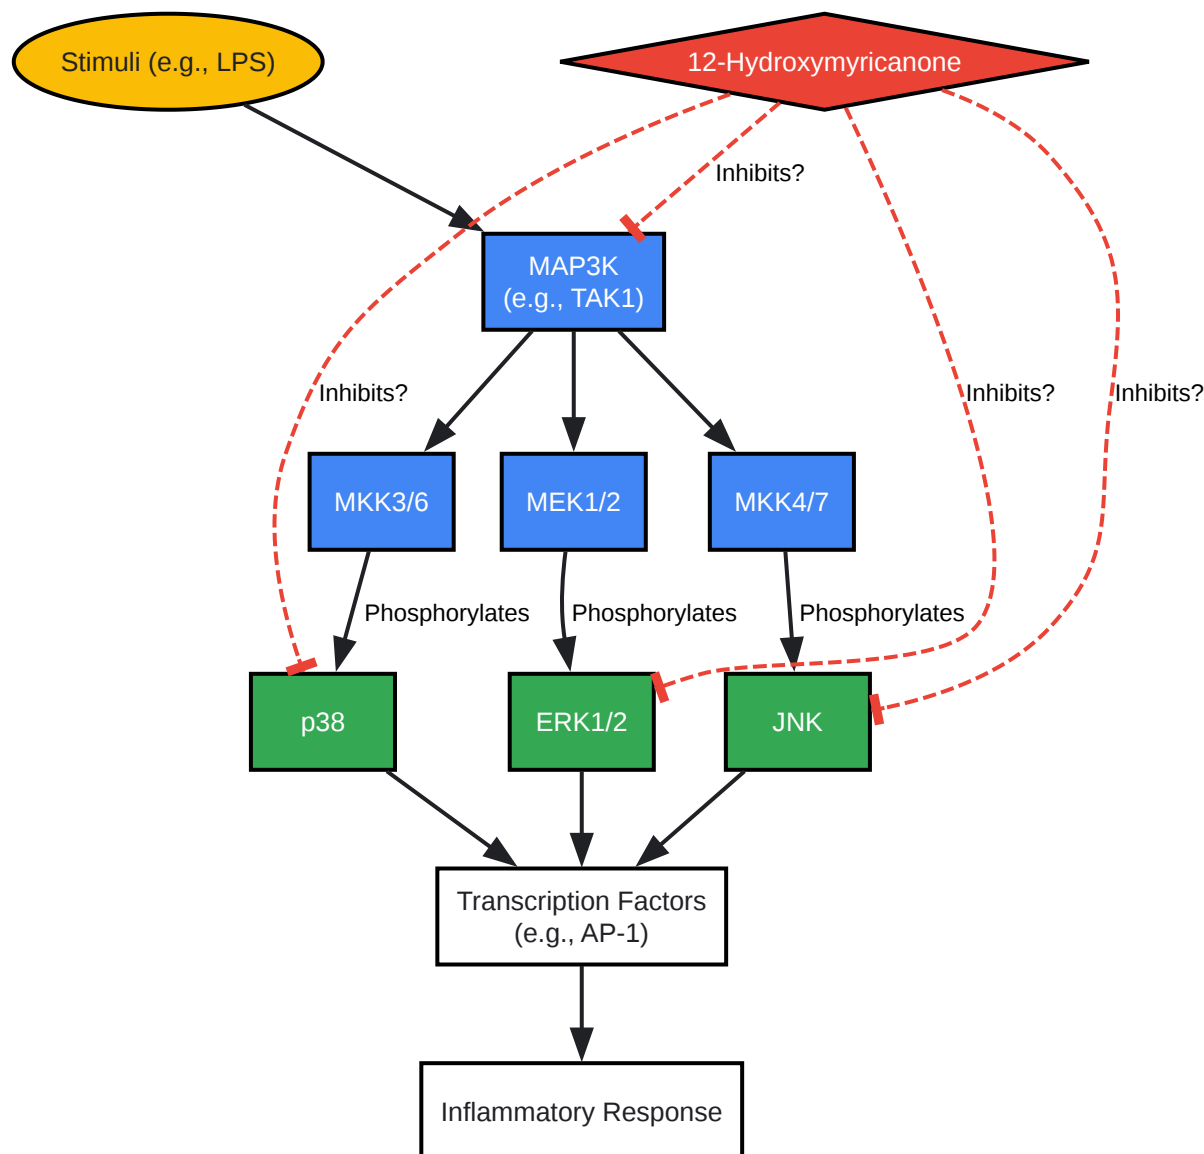 Stimuli (e.g., LPS)
12-Hydroxymyricanone
Inhibits?
MAP3K
(e.g., TAK1)
Inhibits?
Inhibits?
Inhibits?
MKK3/6
MEK1/2
MKK4/7
Phosphorylates
Phosphorylates
Phosphorylates
p38
ERK1/2
JNK
Transcription Factors
(e.g., AP-1)
Inflammatory Response